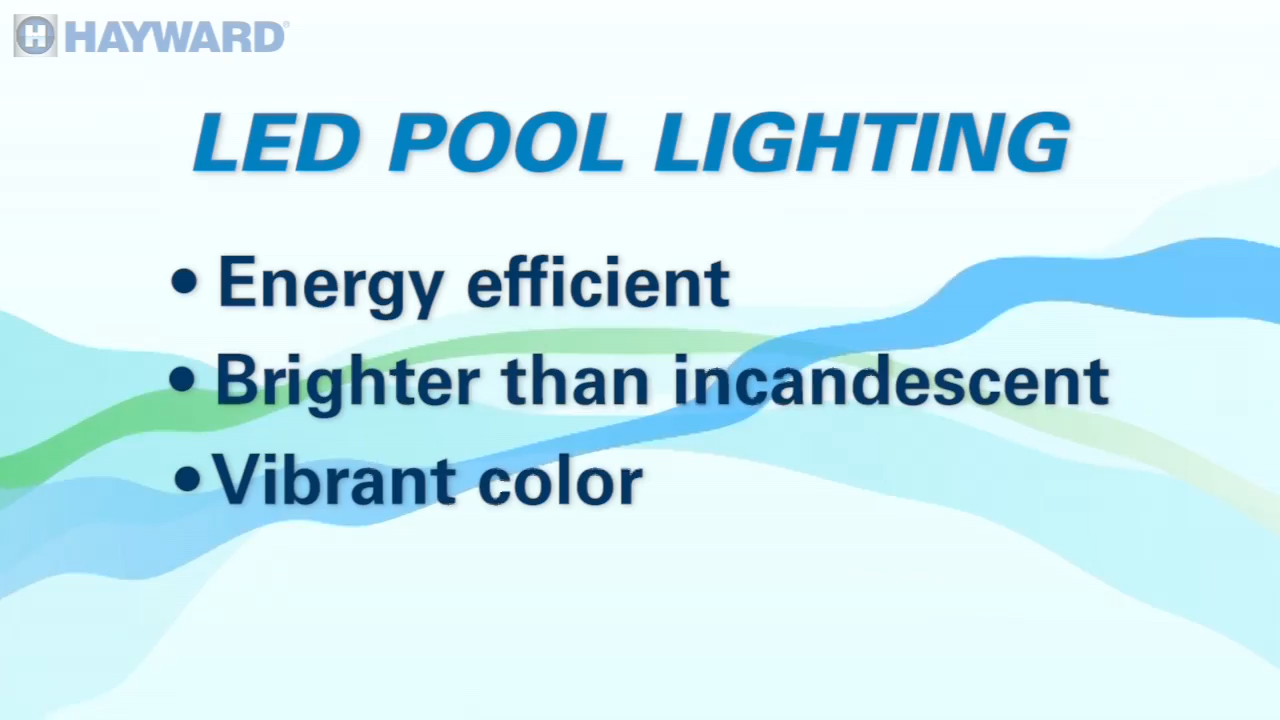 HAYWARD®
LED POOL LIGHTING
• Energy efficient
• Brighter than incandescent
• Vibrant color